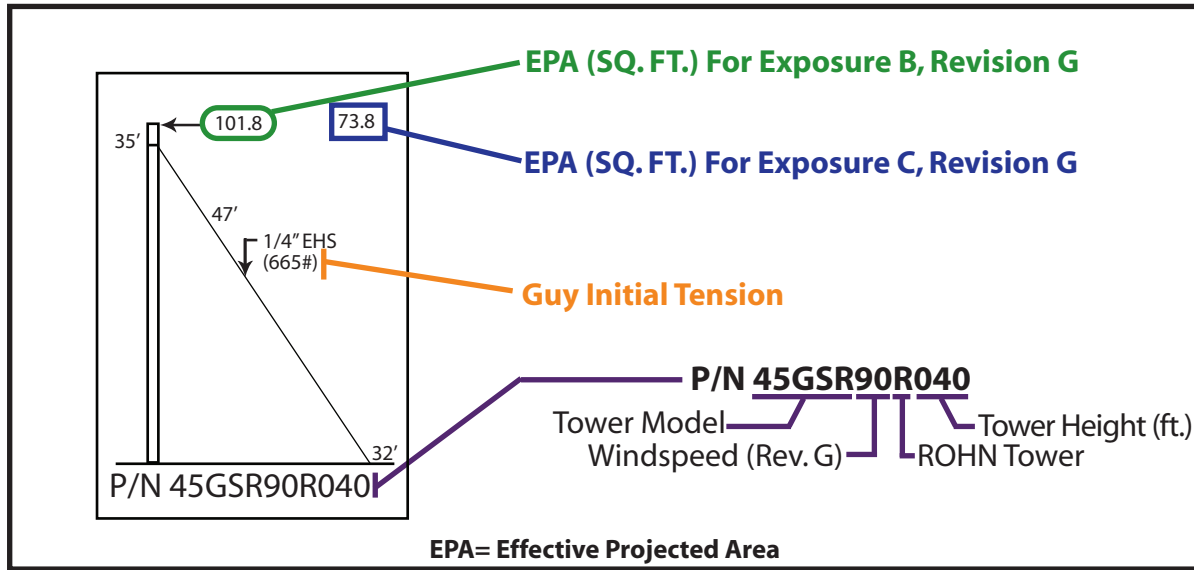 EPA (SQ. FT.) For Exposure B, Revision G
101.8
73.8
35’
EPA (SQ. FT.) For Exposure C, Revision G
47’
1/4” EHS
(665#)
Guy Initial Tension
P/N 45GSR90R040
Tower Model
Tower Height (ft.)
Windspeed (Rev. G)
ROHN Tower
32’
P/N 45GSR90R040
EPA= Effective Projected Area